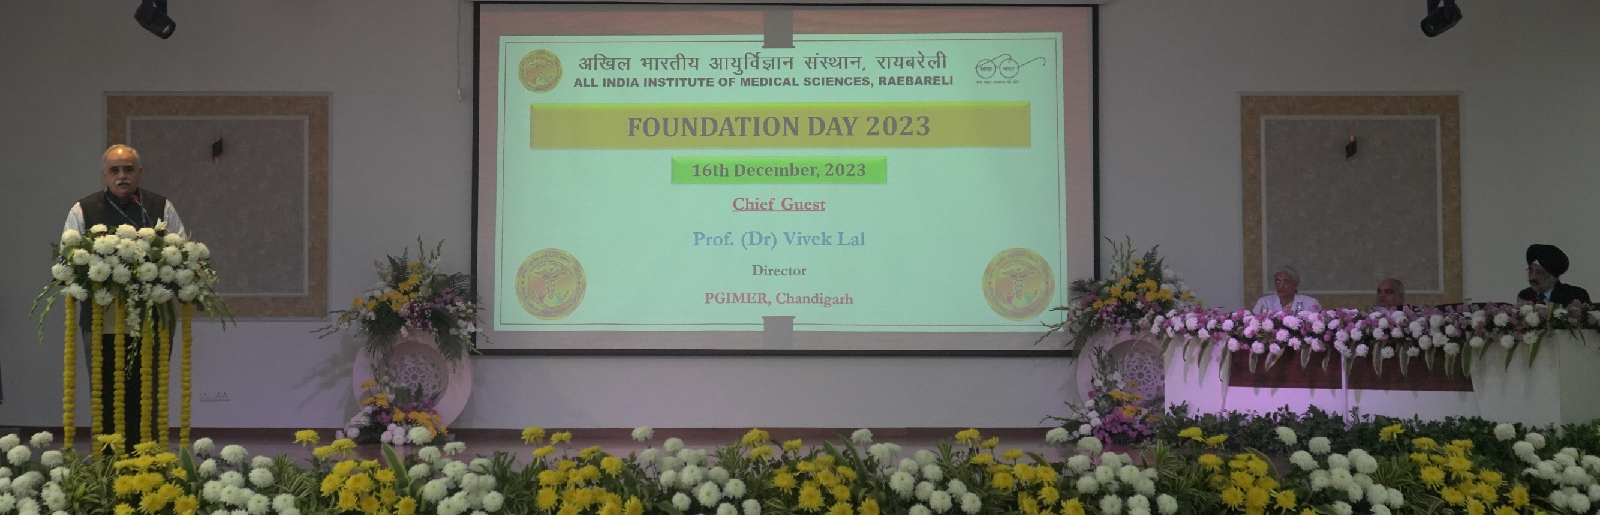 अखिल भारतीय आयुर्विज्ञान संस्थान, रायबरेली
ALL INDIA INSTITUTE OF MEDICAL SCIENCES, RAEBARELI
FOUNDATION DAY 2023
16th December, 2023
Chief Guest
Prof. (Dr) Vivek Lal
Director
PGIMER, Chandigarh